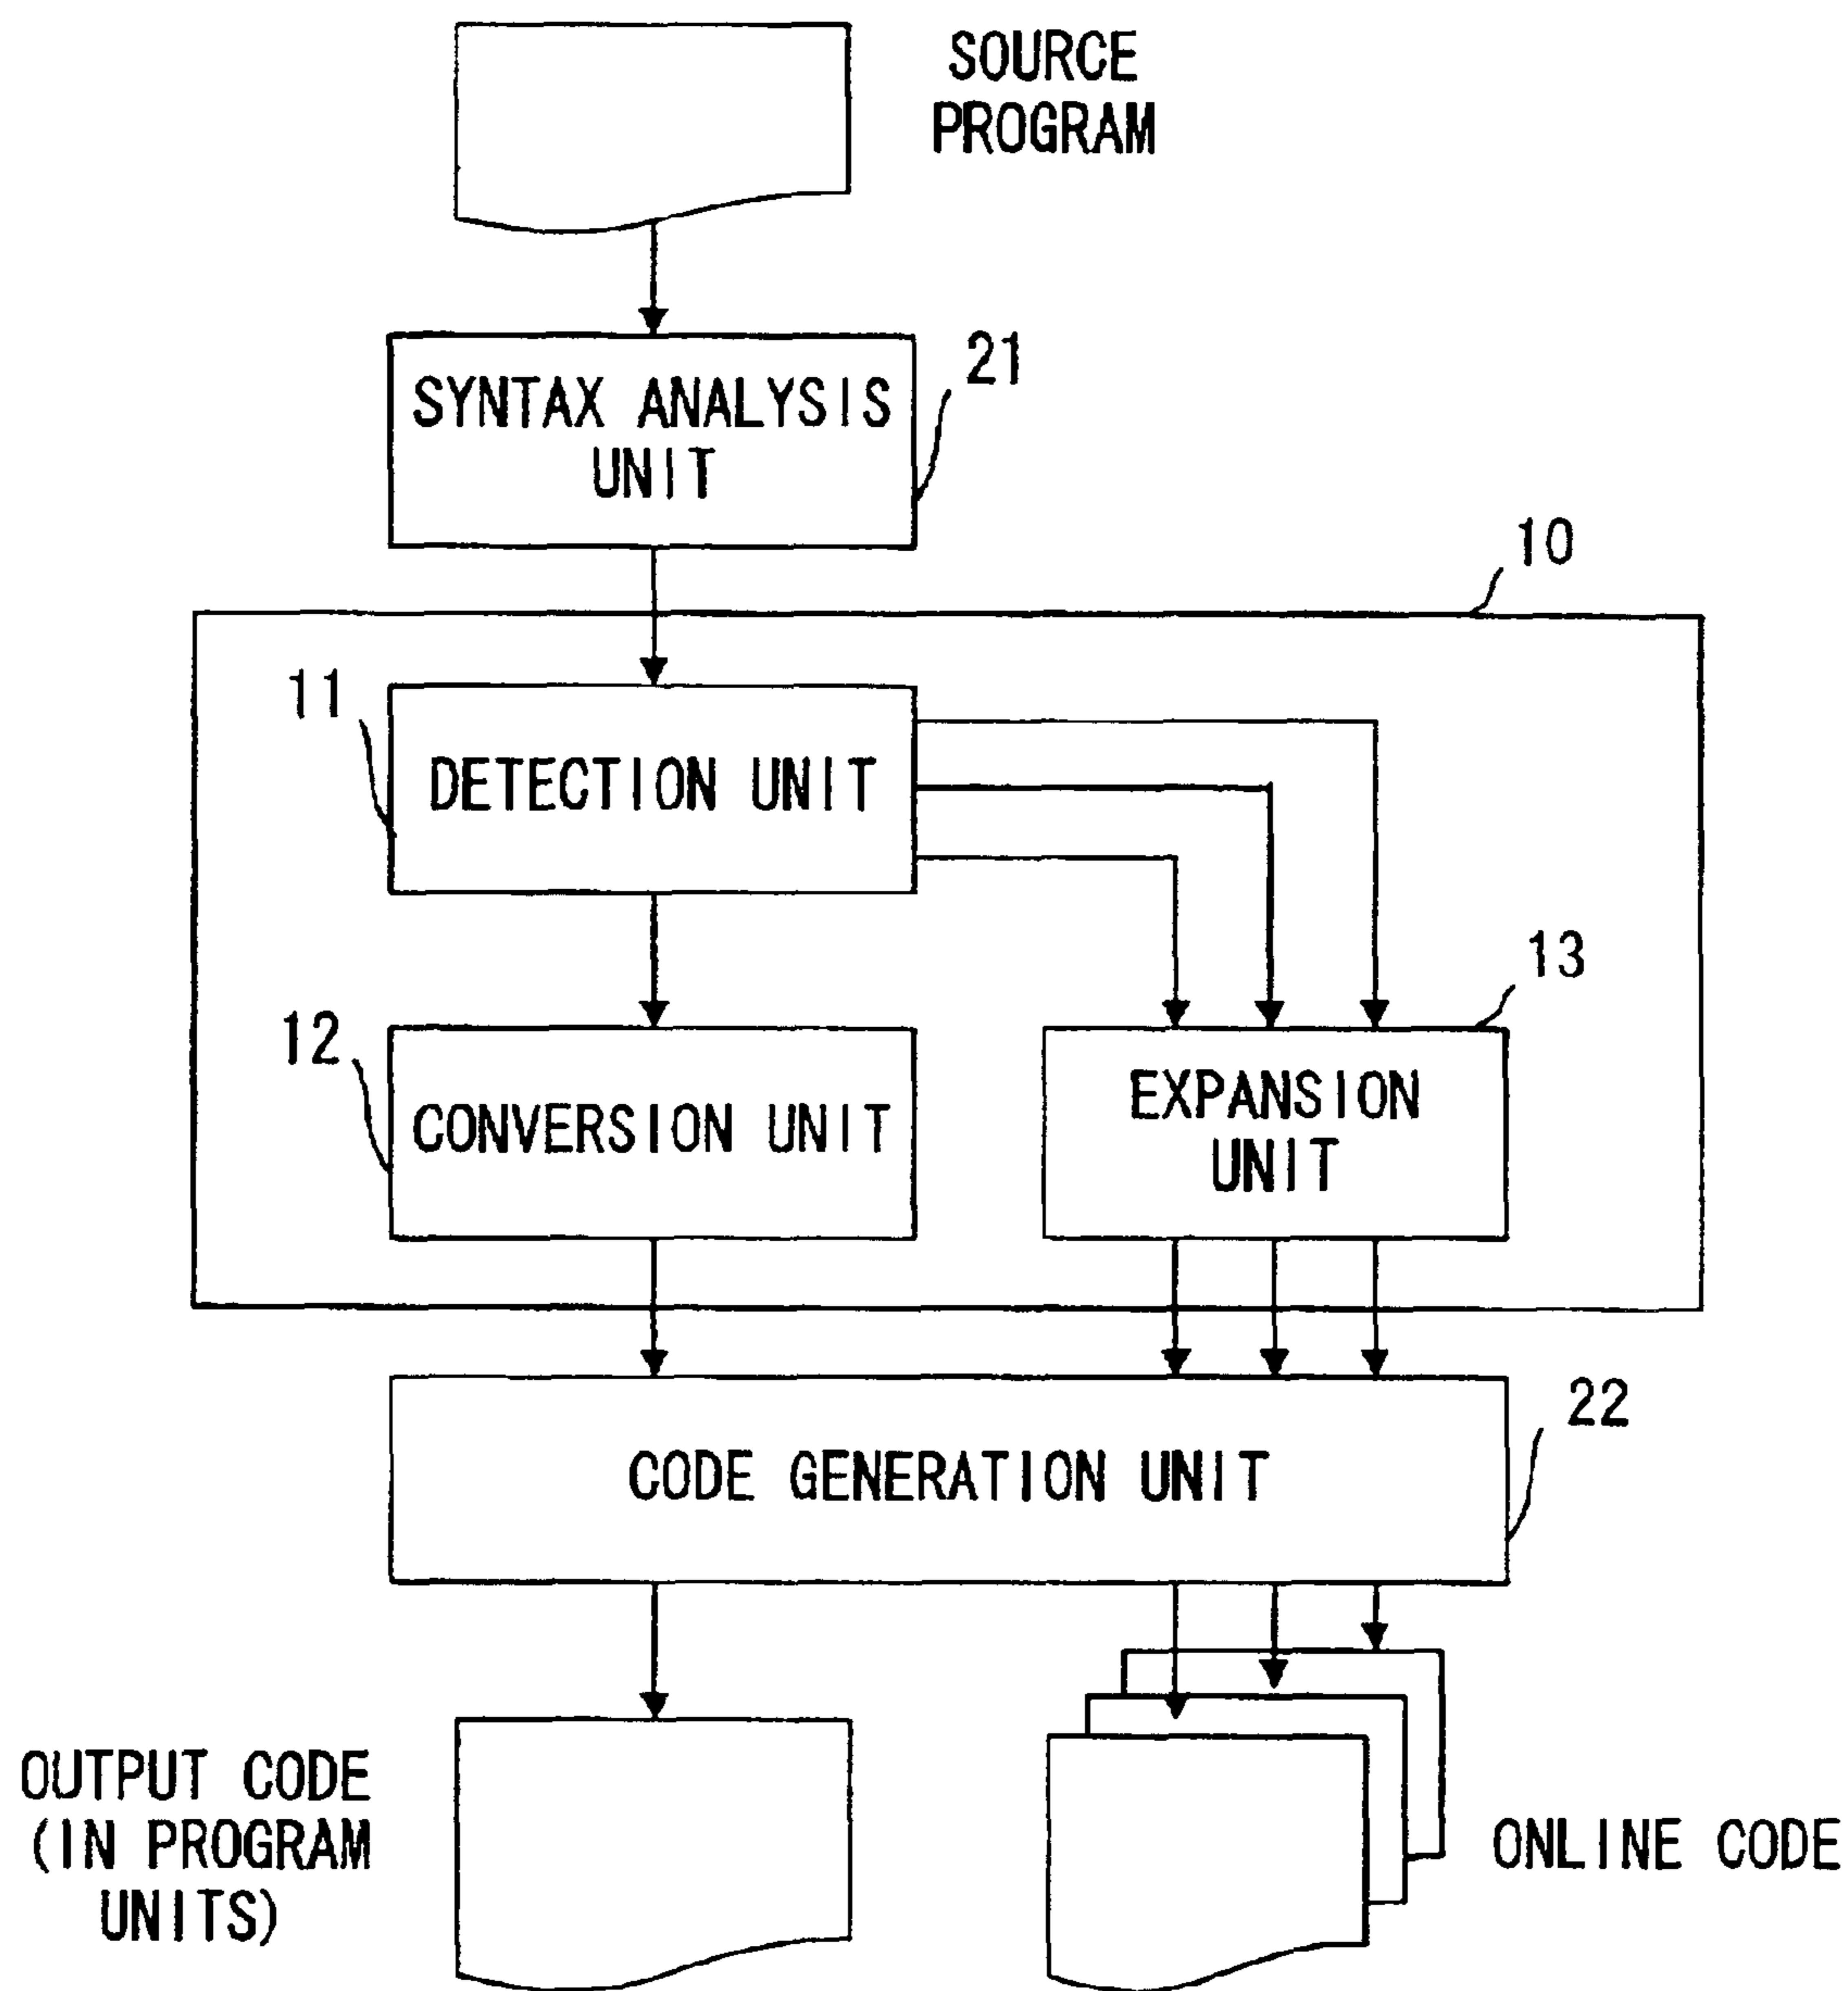 SOURCE
PROGRAM
21
SYNTAX ANALYSIS
UNIT
10
11
DETECTION UNIT
13
12
CONVERSION UNIT
EXPANSION
UNIT
22
CODE GENERATION UNIT
OUTPUT CODE
(IN PROGRAM
UNITS)
ONLINE CODE